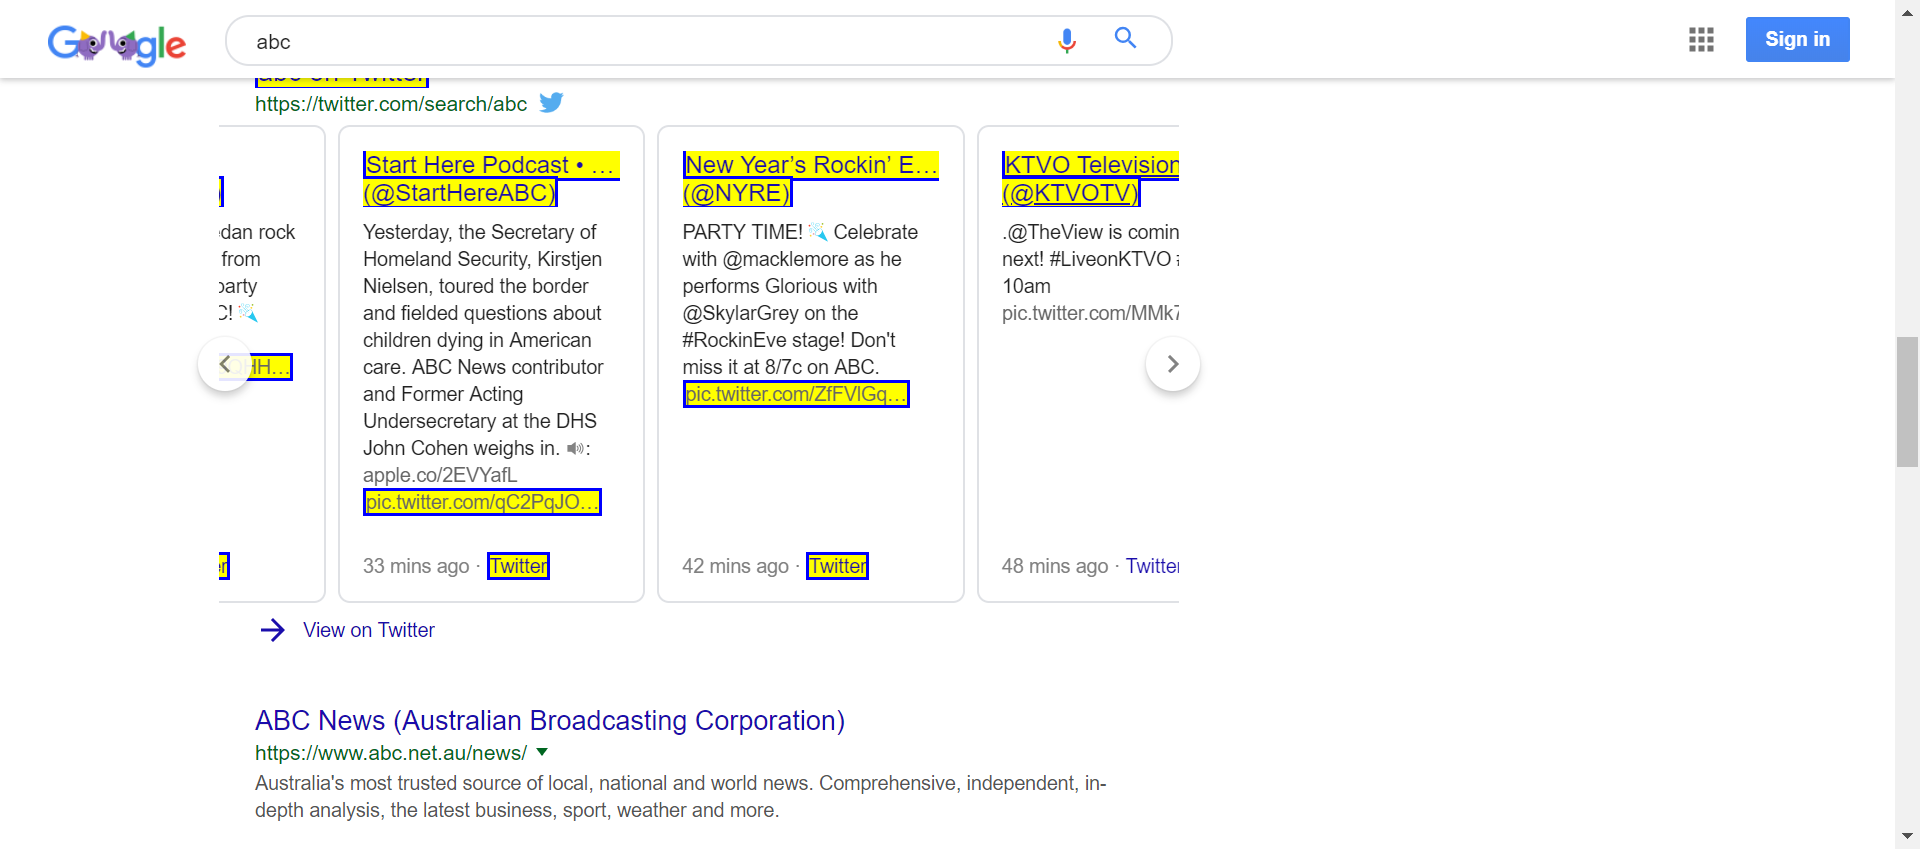 Google
abc
Sign in
abc on Twitter
https://twitter.com/search/abc
)
dan rock
from
party
C! 
QHH...
er
Start Here Podcast • ...
(@StartHereABC)
Yesterday, the Secretary of
Homeland Security, Kirstjen
Nielsen, toured the border
and fielded questions about
children dying in American
care. ABC News contributor
and Former Acting
Undersecretary at the DHS
John Cohen weighs in. 🔊:
apple.co/2EVYafL
pic.twitter.com/qC2PqJO...
33 mins ago · Twitter
New Year’s Rockin’ E...
(@NYRE)
PARTY TIME! 🎉 Celebrate
with @macklemore as he
performs Glorious with
@SkylarGrey on the
#RockinEve stage! Don't
miss it at 8/7c on ABC.
pic.twitter.com/ZfFVlGq...
42 mins ago · Twitter
KTVO Television
(@KTVOTV)
.@TheView is comin
next! #LiveonKTVO #
10am
pic.twitter.com/MMk7
48 mins ago · Twitter
View on Twitter
ABC News (Australian Broadcasting Corporation)
https://www.abc.net.au/news/
Australia's most trusted source of local, national and world news. Comprehensive, independent, in-
depth analysis, the latest business, sport, weather and more.